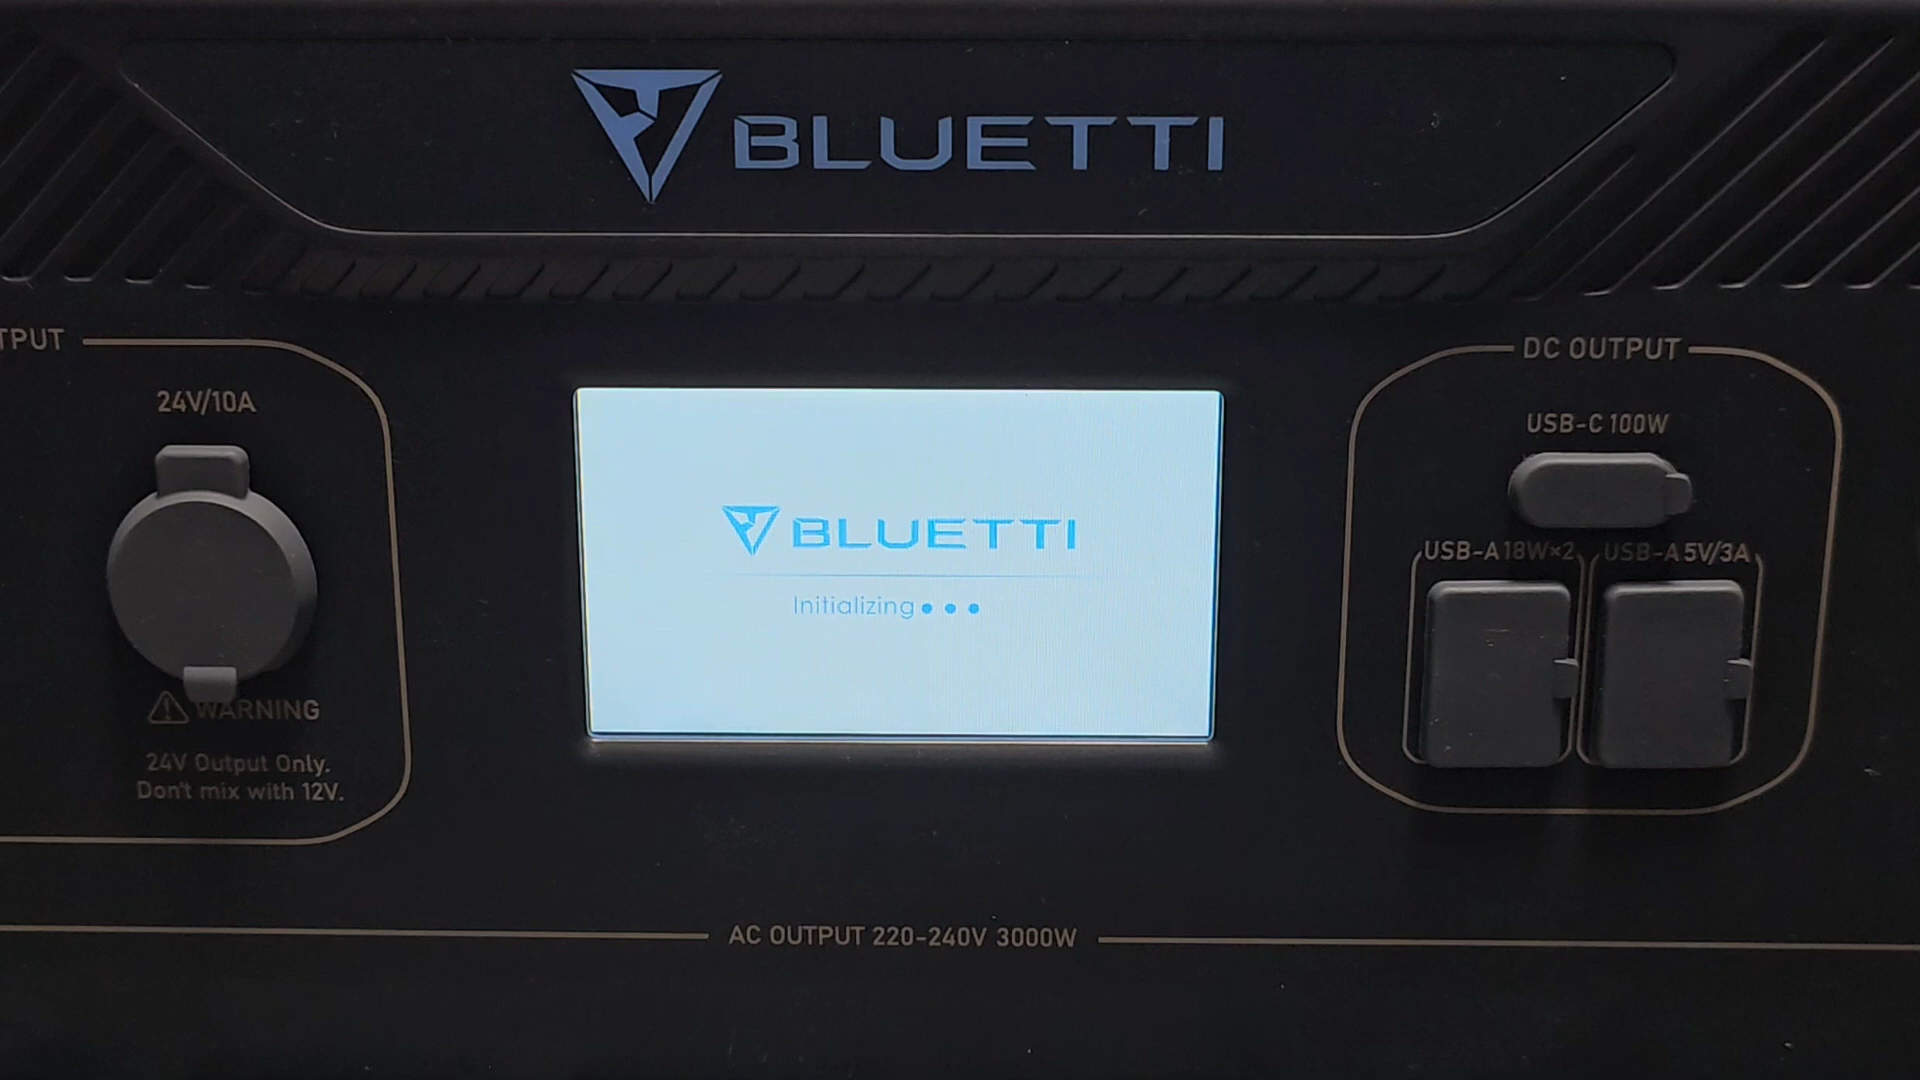 BLUETTI
TPUT
24V/10A
WARNING
24V Output Only.
Don't mix with 12V.
BLUETTI
Initializing•••
DC OUTPUT
USB-C 100W
USB-A 18W×2
USB-A 5V/3A
AC OUTPUT 220-240V 3000W